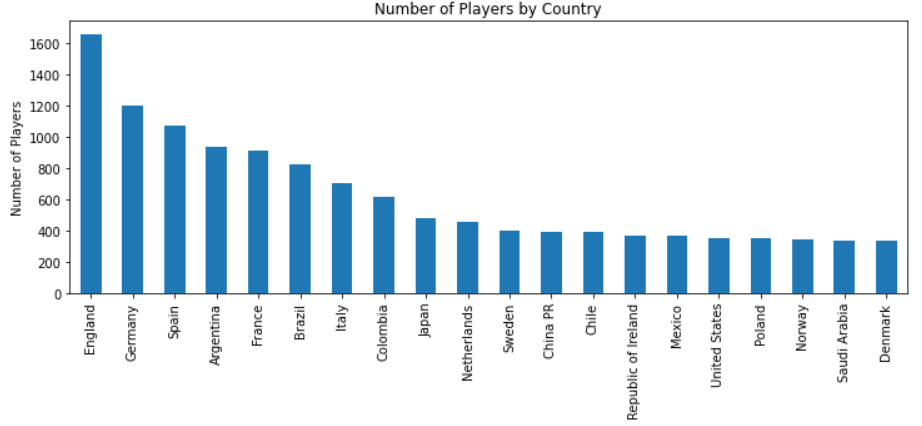 Number of Players by Country
Number of Players
1600
1400
1200
1000
800
600
400
200
0
England
Germany
Spain
Argentina
France
Brazil
Italy
Colombia
Japan
Netherlands
Sweden
China PR
Chile
Republic of Ireland
Mexico
United States
Poland
Norway
Saudi Arabia
Denmark